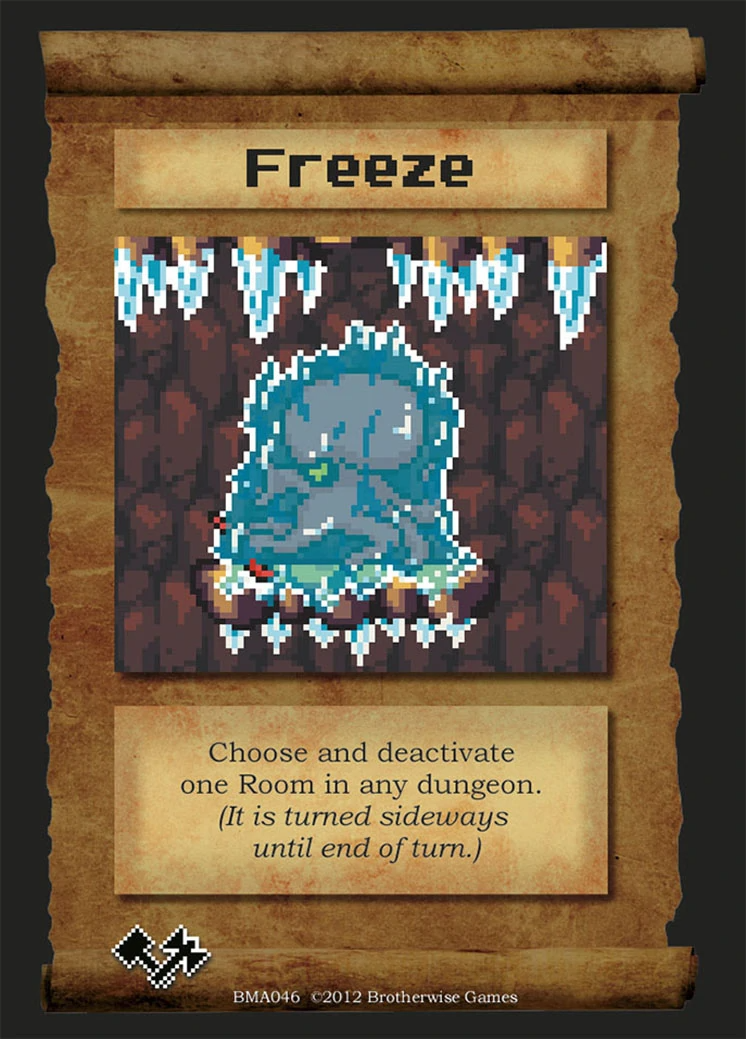 Freeze
Choose and deactivate
one Room in any dungeon.
(It is turned sideways
until end of turn.)
BMA046 ©2012 Brotherwise Games